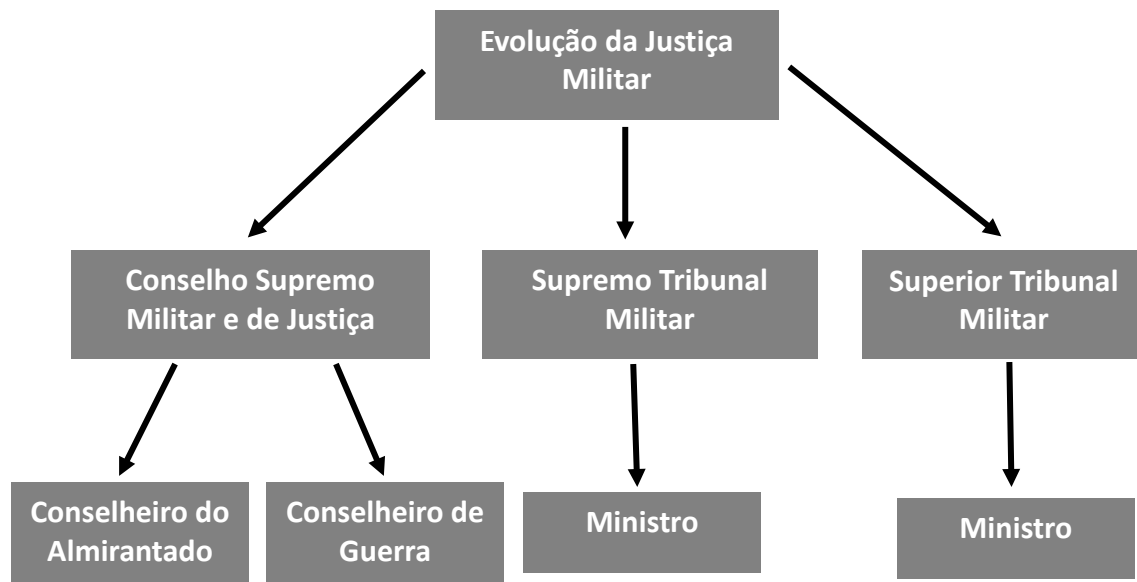 Evolução da Justiça
Militar
Conselho Supremo
Militar e de Justiça
Supremo Tribunal
Militar
Superior Tribunal
Militar
Conselheiro do
Almirantado
Conselheiro de
Guerra
Ministro
Ministro